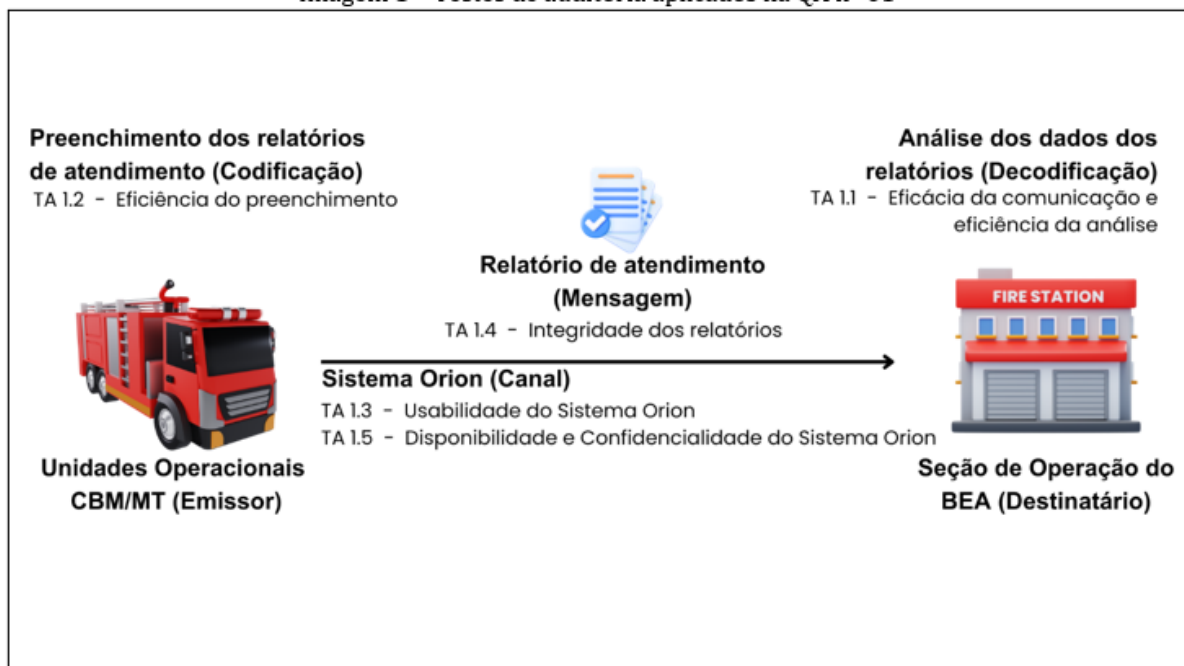 Preenchimento dos relatórios
de atendimento (Codificação)
TA 1.2 - Eficiência do preenchimento
Análise dos dados dos
relatórios (Decodificação)
TA 1.1 - Eficácia da comunicação e
eficiência da análise
Relatório de atendimento
(Mensagem)
TA 1.4 - Integridade dos relatórios
FIRE STATION
Sistema Orion (Canal)
TA 1.3 - Usabilidade do Sistema Orion
TA 1.5 - Disponibilidade e Confidencialidade do Sistema Orion
Unidades Operacionais
CBM/MT (Emissor)
Seção de Operação do
BEA (Destinatário)